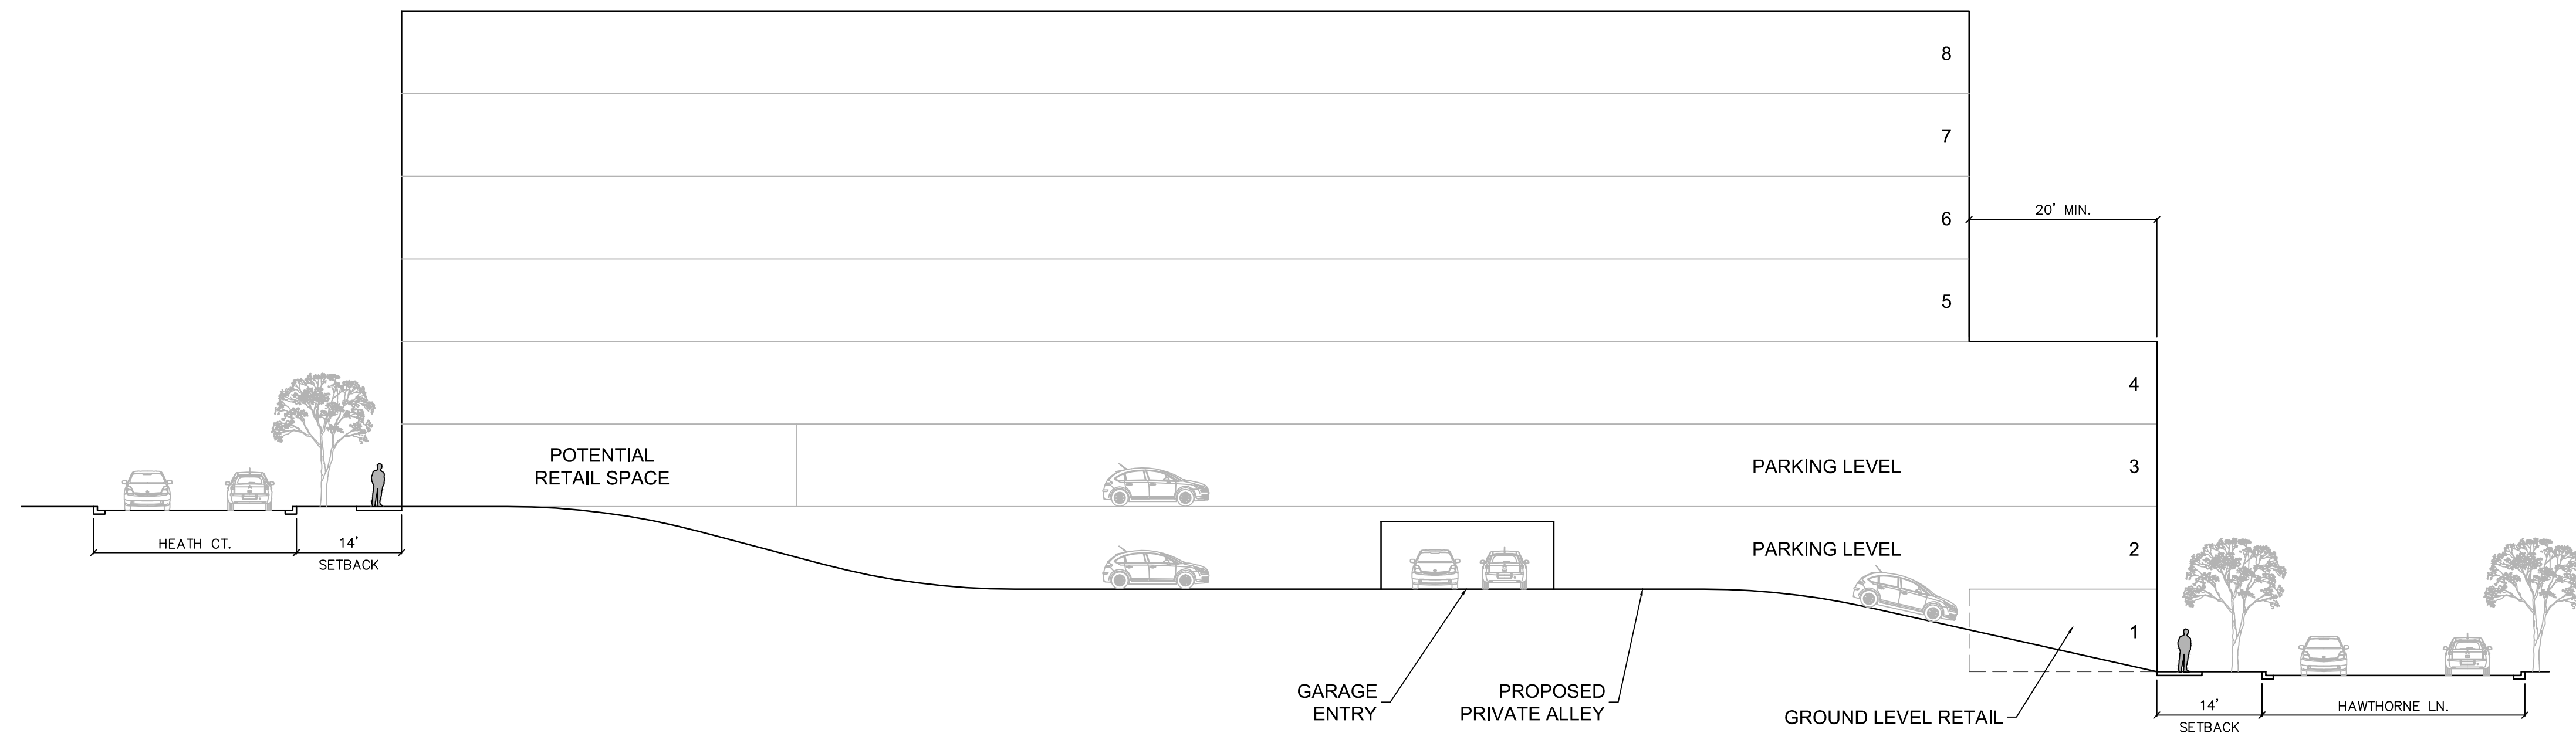 8
7
6
20' MIN.
5
4
POTENTIAL
RETAIL SPACE
PARKING LEVEL
3
HEATH CT.
14'
SETBACK
PARKING LEVEL
2
1
GARAGE
ENTRY
PROPOSED
PRIVATE ALLEY
GROUND LEVEL RETAIL
14'
SETBACK
HAWTHORNE LN.